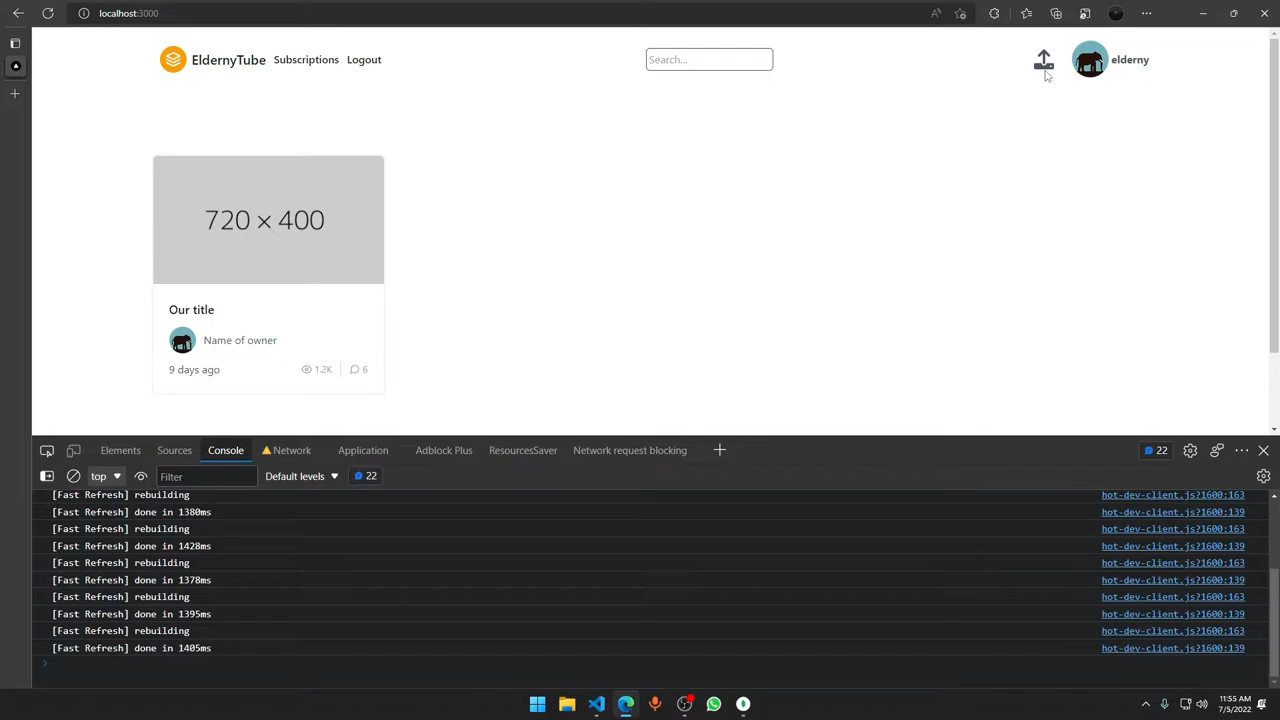 localhost:3000
EldernyTube Subscriptions Logout
Search...
elderny
720 × 400
Our title
Name of owner
9 days ago 1.2K 6
Elements Sources Console Network Application Adblock Plus ResourcesSaver Network request blocking 22
top Filter Default levels 22
[Fast Refresh] rebuilding hot-dev-client.js?1600:163
[Fast Refresh] done in 1380ms hot-dev-client.js?1600:139
[Fast Refresh] rebuilding hot-dev-client.js?1600:163
[Fast Refresh] done in 1428ms hot-dev-client.js?1600:139
[Fast Refresh] rebuilding hot-dev-client.js?1600:163
[Fast Refresh] done in 1378ms hot-dev-client.js?1600:139
[Fast Refresh] rebuilding hot-dev-client.js?1600:163
[Fast Refresh] done in 1395ms hot-dev-client.js?1600:139
[Fast Refresh] rebuilding hot-dev-client.js?1600:163
[Fast Refresh] done in 1405ms hot-dev-client.js?1600:139
11:55 AM
7/5/2022